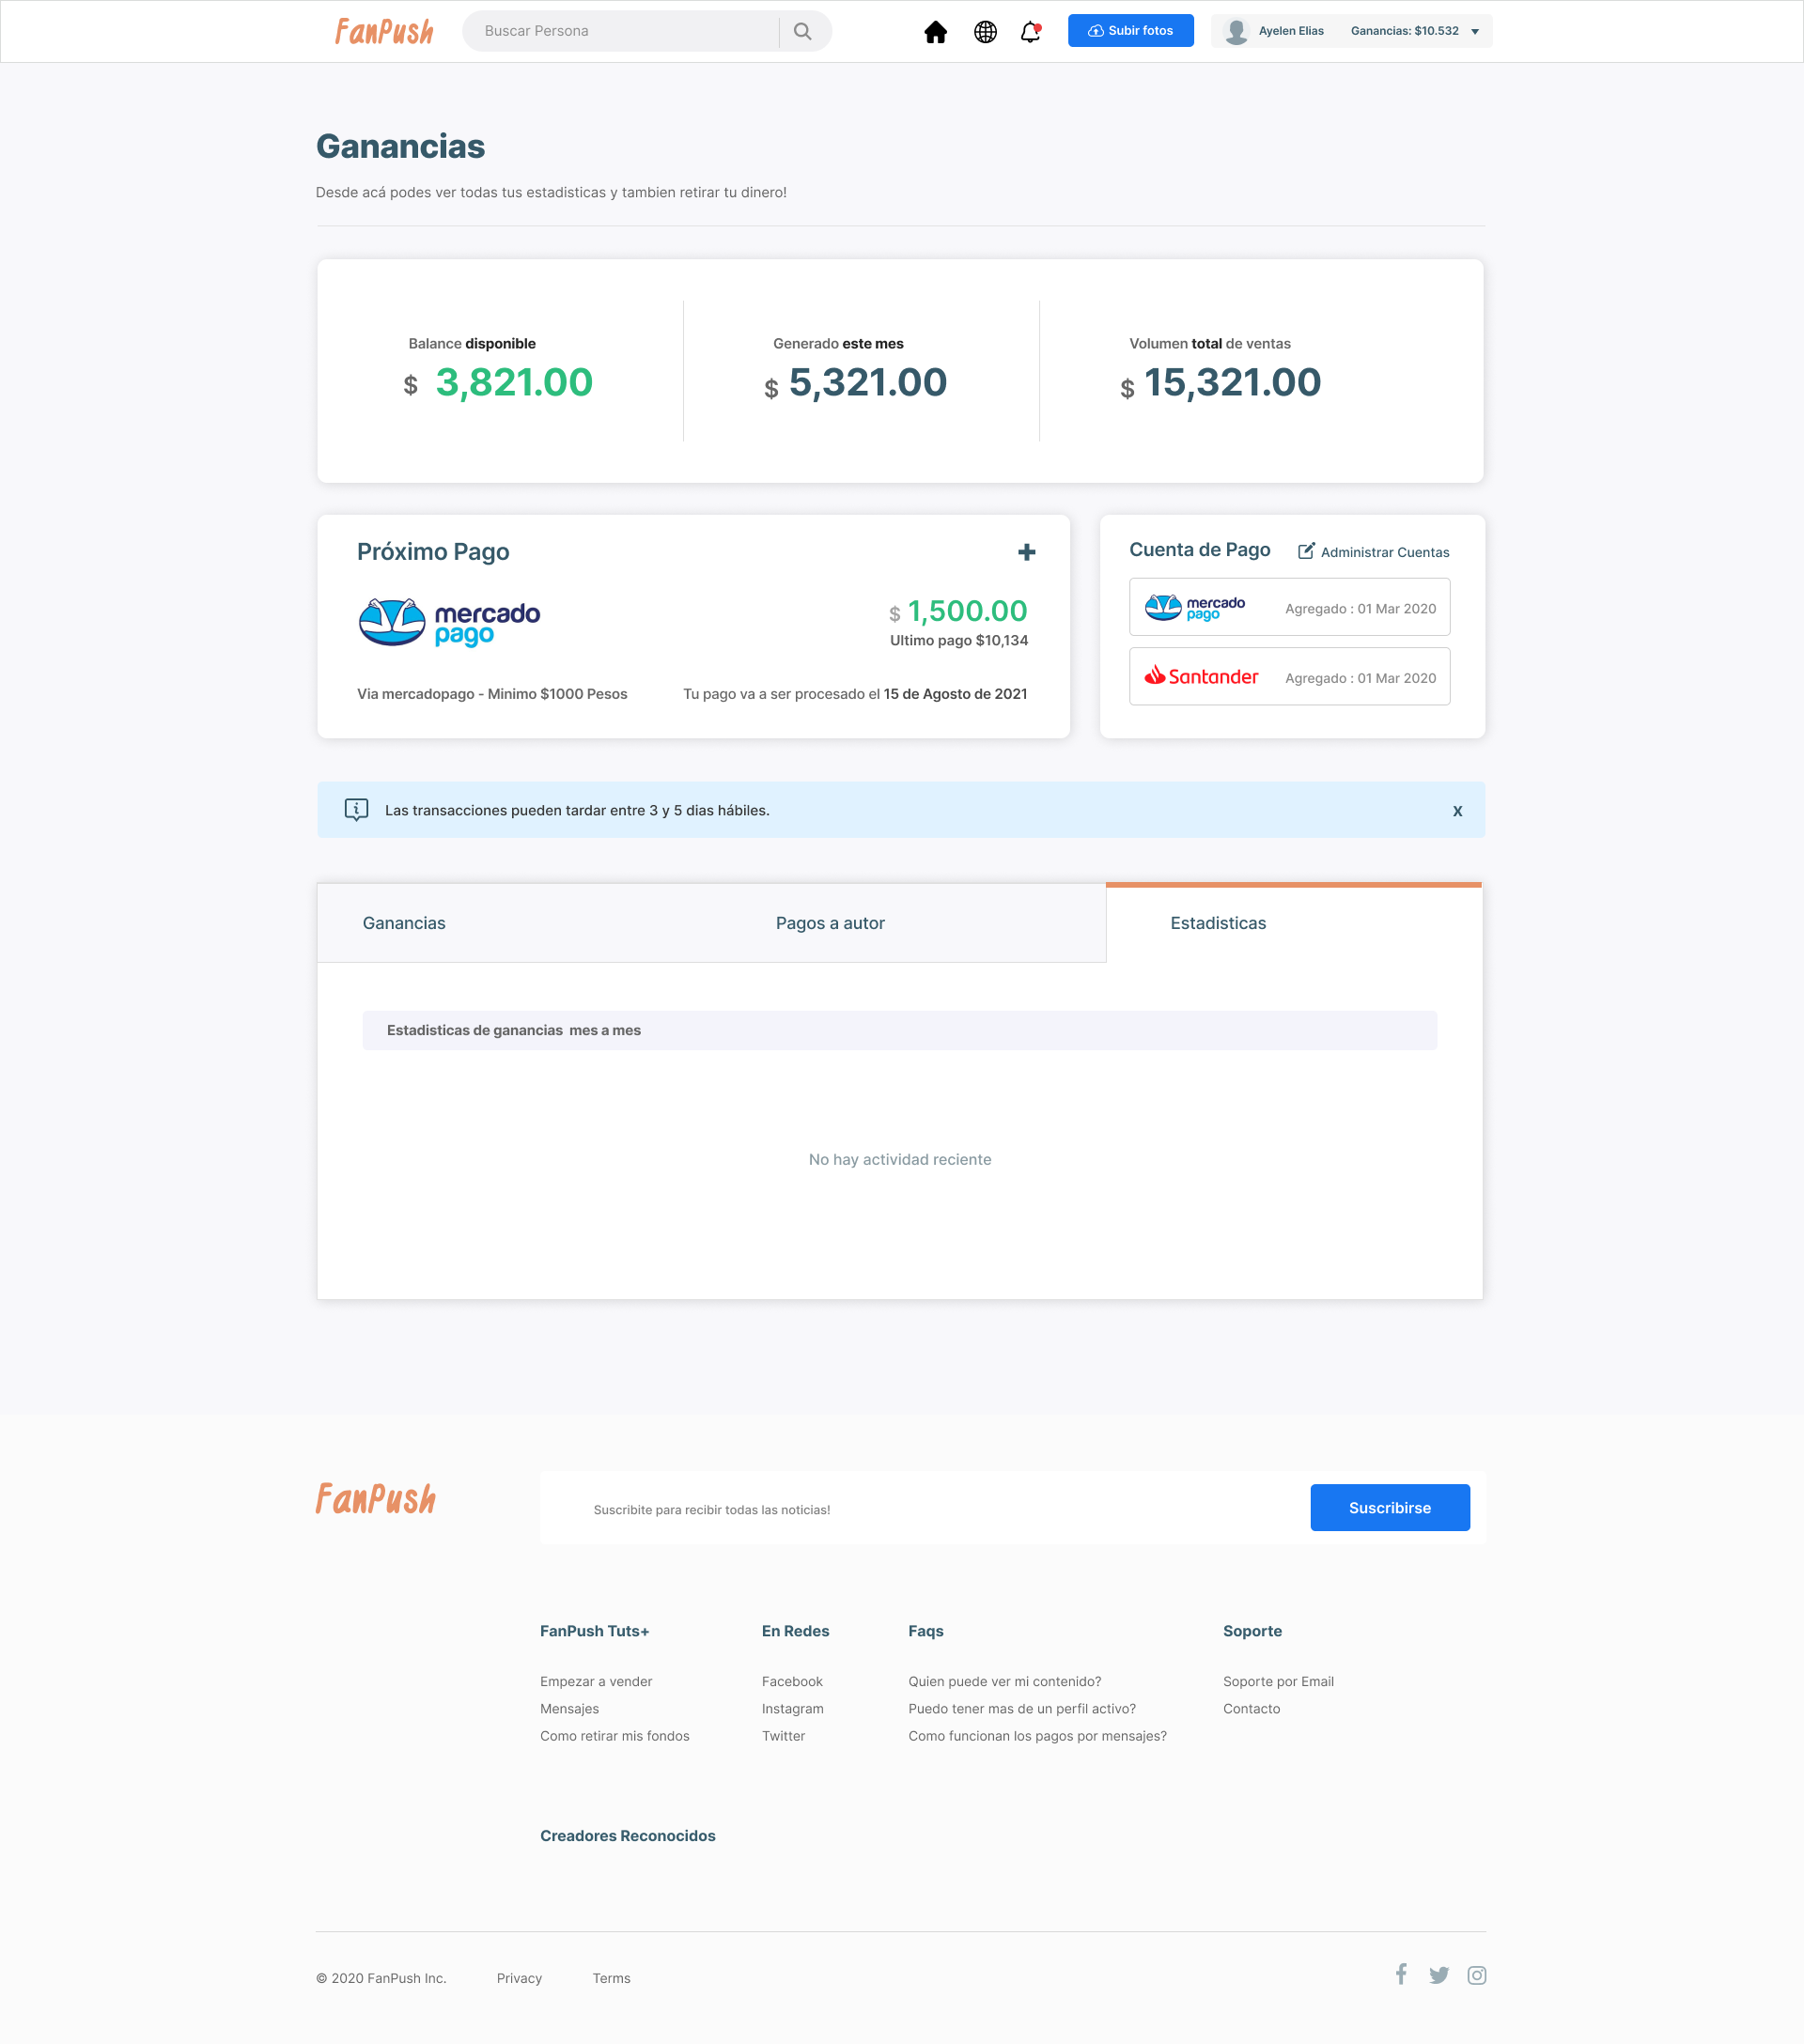 FanPush
Buscar Persona
Subir fotos
Ayelen Elias
Ganancias: $10.532
Ganancias
Desde acá podes ver todas tus estadisticas y tambien retirar tu dinero!
Balance disponible
$ 3,821.00
Generado este mes
$ 5,321.00
Volumen total de ventas
$ 15,321.00
Próximo Pago
mercado
pago
$ 1,500.00
Ultimo pago $10,134
Via mercadopago - Minimo $1000 Pesos
Tu pago va a ser procesado el 15 de Agosto de 2021
Cuenta de Pago
Administrar Cuentas
mercado
pago
Agregado : 01 Mar 2020
Santander
Agregado : 01 Mar 2020
Las transacciones pueden tardar entre 3 y 5 dias hábiles.
X
Ganancias
Pagos a autor
Estadisticas
Estadisticas de ganancias mes a mes
No hay actividad reciente
FanPush
Suscribite para recibir todas las noticias!
Suscribirse
FanPush Tuts+
Empezar a vender
Mensajes
Como retirar mis fondos
En Redes
Facebook
Instagram
Twitter
Faqs
Quien puede ver mi contenido?
Puedo tener mas de un perfil activo?
Como funcionan los pagos por mensajes?
Soporte
Soporte por Email
Contacto
Creadores Reconocidos
© 2020 FanPush Inc.
Privacy
Terms